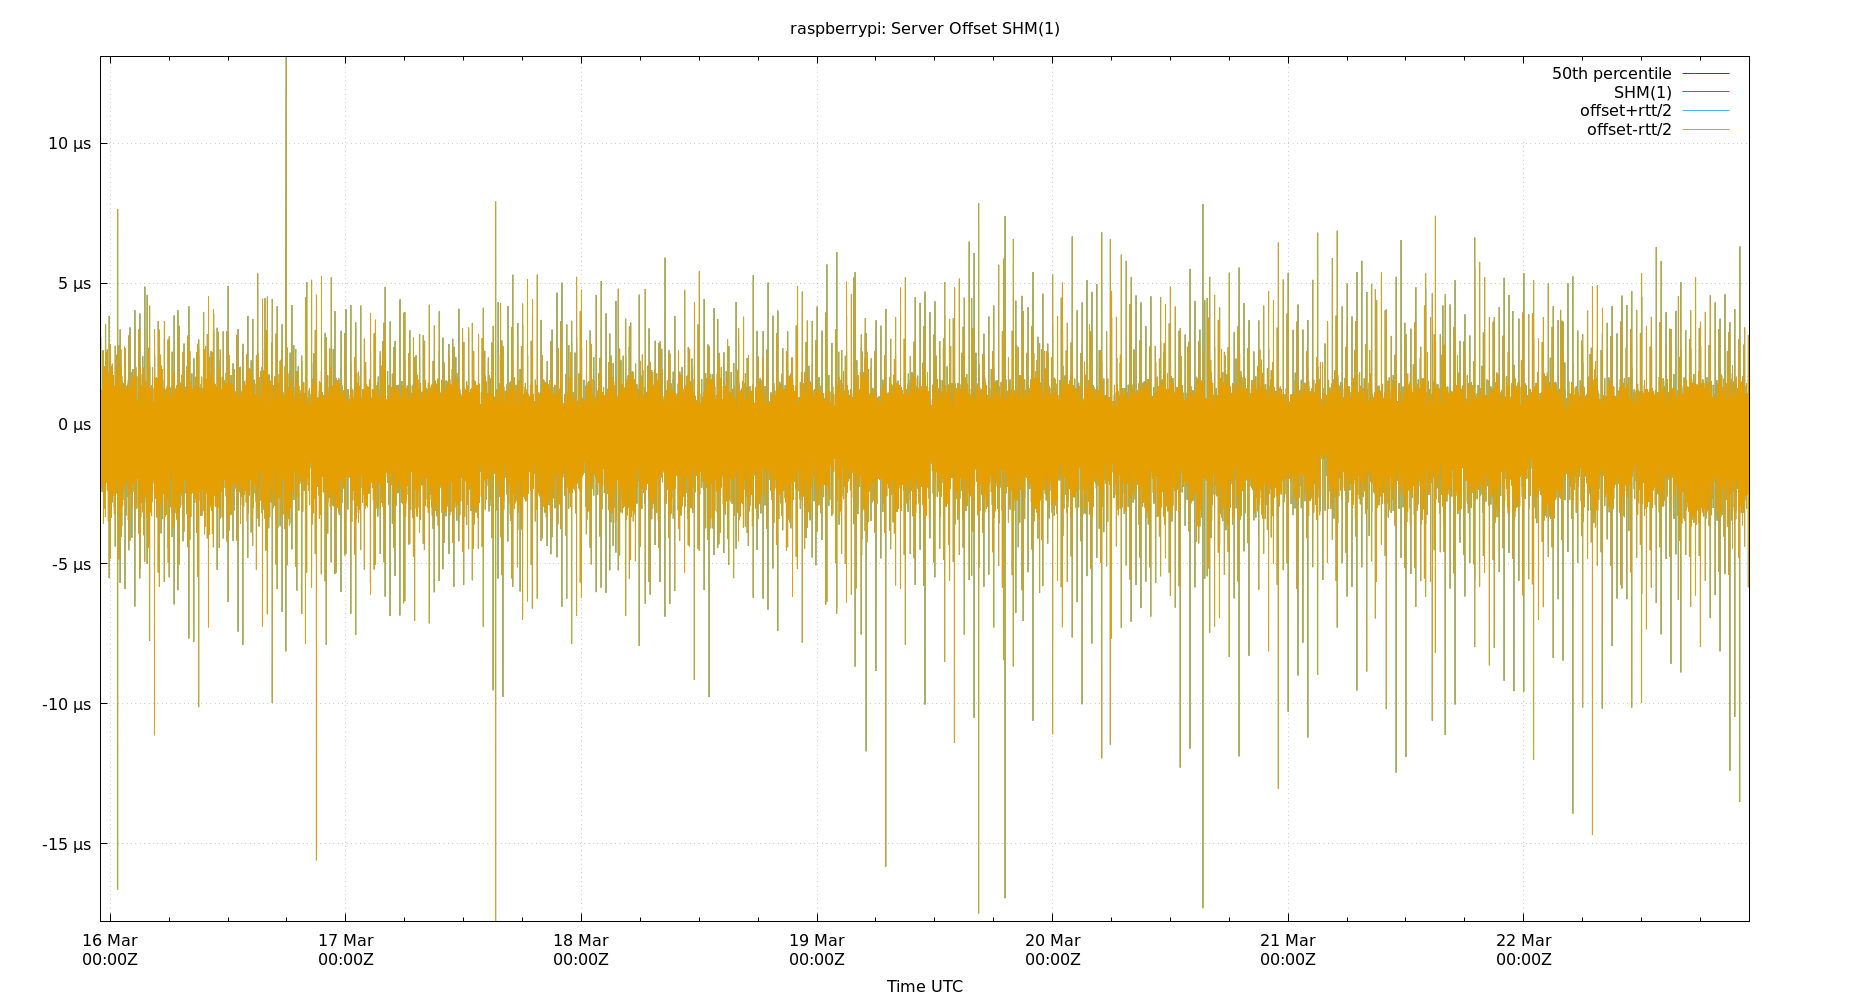 raspberrypi: Server Offset SHM(1)
50th percentile
SHM(1)
offset+rtt/2
offset-rtt/2
10 µs
5 µs
0 µs
-5 µs
-10 µs
-15 µs
16 Mar 17 Mar 18 Mar 19 Mar 20 Mar 21 Mar 22 Mar
00:00Z 00:00Z 00:00Z 00:00Z 00:00Z 00:00Z 00:00Z
Time UTC